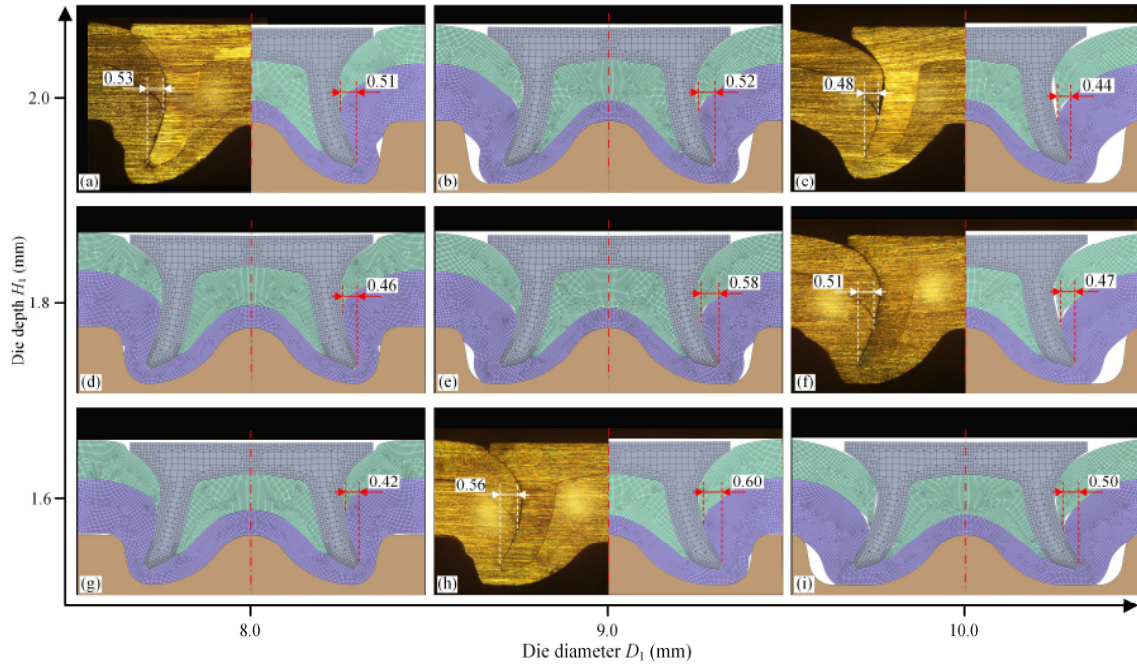 0.53
0.51
0.52
0.48
0.44
2.0
(a)
(b)
(c)
0.46
0.58
0.51
0.47
1.8
(d)
(e)
(f)
0.42
0.56
0.60
0.50
1.6
(g)
(h)
(i)
Die depth H₁ (mm)
8.0
9.0
10.0
Die diameter D₁ (mm)